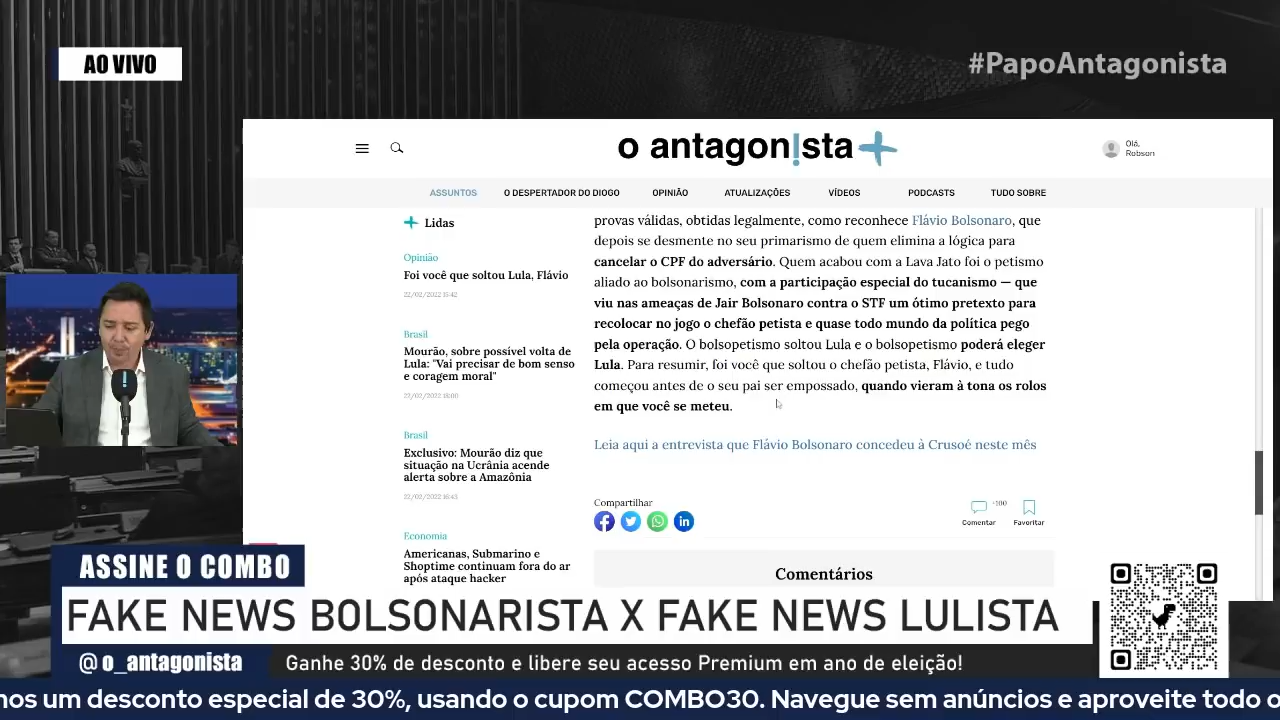 AO VIVO
#PapoAntagonista
o antagon!sta
Olá,
Robson
ASSUNTOS O DESPERTADOR DO DIOGO OPINIÃO ATUALIZAÇÕES VÍDEOS PODCASTS TUDO SOBRE
Lidas
Opinião
Foi você que soltou Lula, Flávio
22/02/2022 15:42
Brasil
Mourão, sobre possível volta de
Lula: "Vai precisar de bom senso
e coragem moral"
22/02/2022 18:00
Brasil
Exclusivo: Mourão diz que
situação na Ucrânia acende
alerta sobre a Amazônia
22/02/2022 16:43
Economia
Americanas, Submarino e
Shoptime continuam fora do ar
após ataque hacker
provas válidas, obtidas legalmente, como reconhece Flávio Bolsonaro, que
depois se desmente no seu primarismo de quem elimina a lógica para
cancelar o CPF do adversário. Quem acabou com a Lava Jato foi o petismo
aliado ao bolsonarismo, com a participação especial do tucanismo — que
viu nas ameaças de Jair Bolsonaro contra o STF um ótimo pretexto para
recolocar no jogo o chefão petista e quase todo mundo da política pego
pela operação. O bolsopetismo soltou Lula e o bolsopetismo poderá eleger
Lula. Para resumir, foi você que soltou o chefão petista, Flávio, e tudo
começou antes de o seu pai ser empossado, quando vieram à tona os rolos
em que você se meteu.
Leia aqui a entrevista que Flávio Bolsonaro concedeu à Crusoé neste mês
Compartilhar
+100
Comentar Favoritar
Comentários
ASSINE O COMBO
FAKE NEWS BOLSONARISTA X FAKE NEWS LULISTA
@o_antagonista
Ganhe 30% de desconto e libere seu acesso Premium em ano de eleição!
nos um desconto especial de 30%, usando o cupom COMBO30. Navegue sem anúncios e aproveite todo